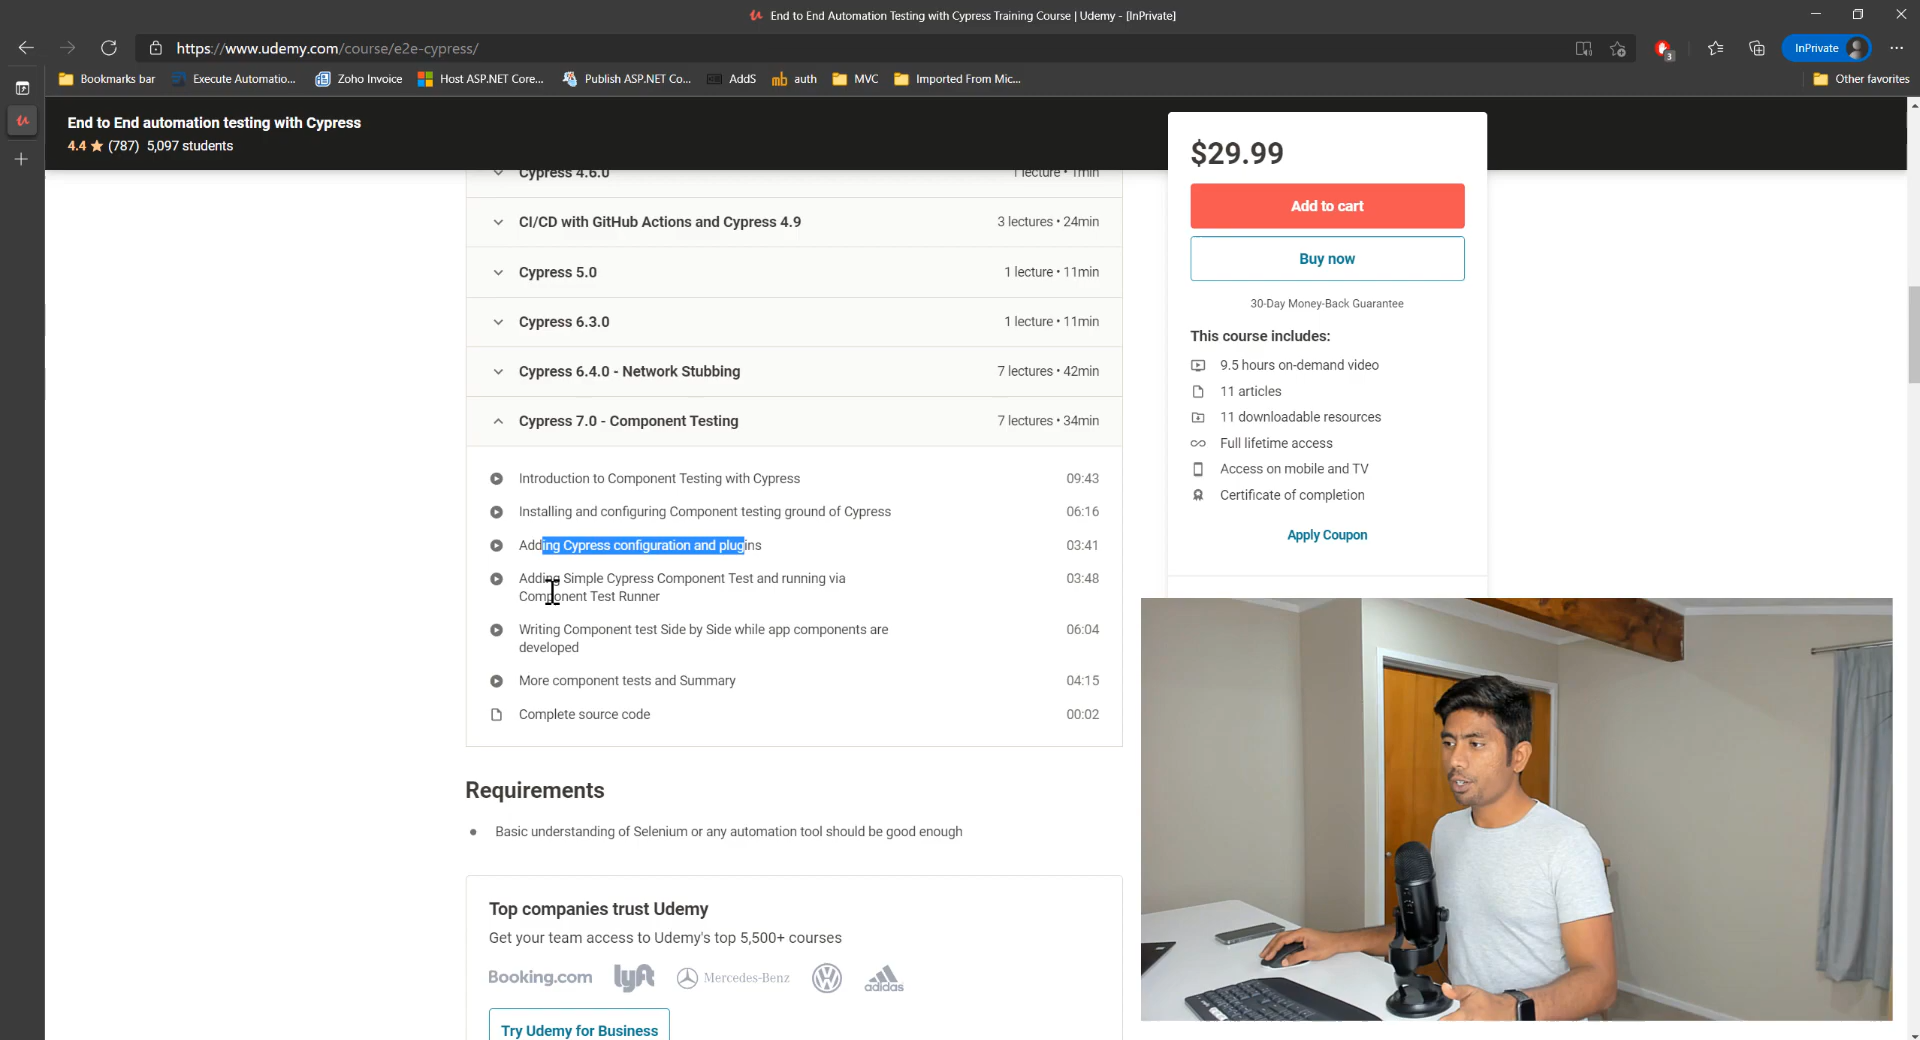 End to End Automation Testing with Cypress Training Course | Udemy - [InPrivate]
https://www.udemy.com/course/e2e-cypress/
3
InPrivate
Bookmarks bar
Execute Automatio...
Zoho Invoice
Host ASP.NET Core...
Publish ASP.NET Co...
AddS
auth
MVC
Imported From Mic...
Other favorites
End to End automation testing with Cypress
4.4 ★ (787) 5,097 students
Cypress 4.6.0 1 lecture • 1min
CI/CD with GitHub Actions and Cypress 4.9 3 lectures • 24min
Cypress 5.0 1 lecture • 11min
Cypress 6.3.0 1 lecture • 11min
Cypress 6.4.0 - Network Stubbing 7 lectures • 42min
Cypress 7.0 - Component Testing 7 lectures • 34min
Introduction to Component Testing with Cypress 09:43
Installing and configuring Component testing ground of Cypress 06:16
Adding Cypress configuration and plugins 03:41
Adding Simple Cypress Component Test and running via 03:48
Component Test Runner
Writing Component test Side by Side while app components are 06:04
developed
More component tests and Summary 04:15
Complete source code 00:02
Requirements
Basic understanding of Selenium or any automation tool should be good enough
Top companies trust Udemy
Get your team access to Udemy's top 5,500+ courses
Booking.com lyft Mercedes-Benz adidas
Try Udemy for Business
$29.99
Add to cart
Buy now
30-Day Money-Back Guarantee
This course includes:
9.5 hours on-demand video
11 articles
11 downloadable resources
Full lifetime access
Access on mobile and TV
Certificate of completion
Apply Coupon